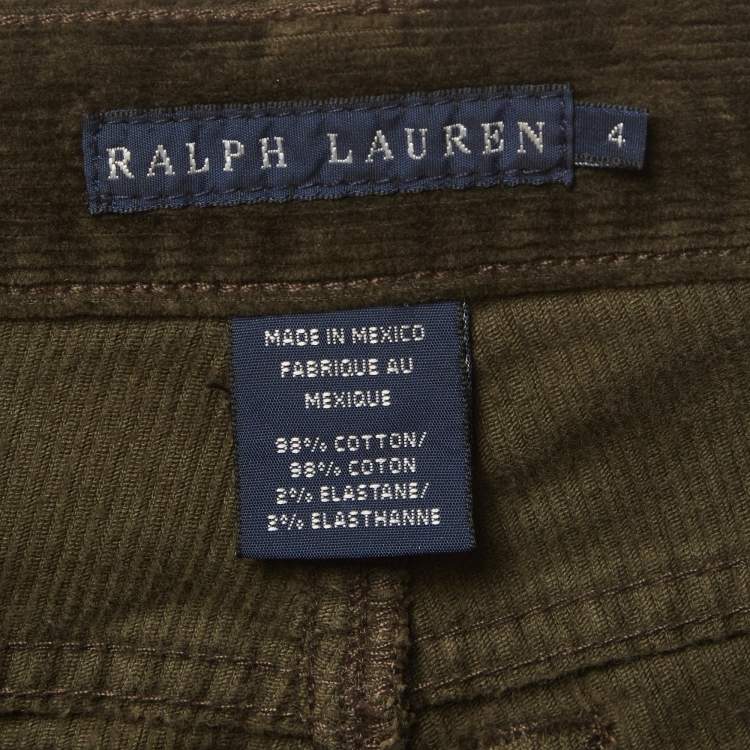 RALPH LAUREN 4
MADE IN MEXICO
FABRIQUE AU
MEXIQUE
98% COTTON/
98% COTON
2% ELASTANE/
2% ELASTHANNE